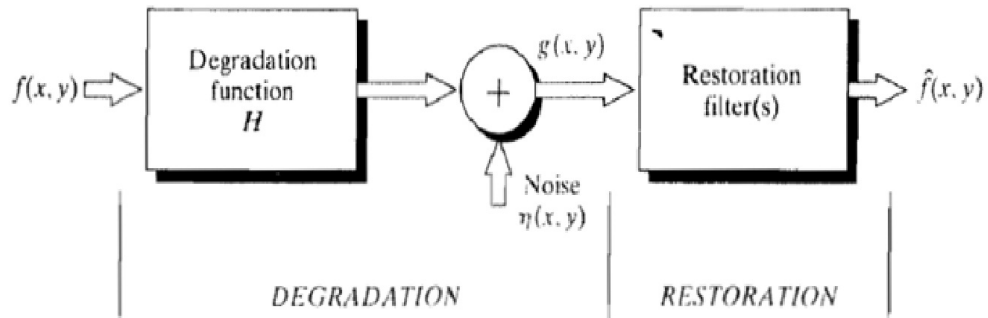 f(x, y)
Degradation
function
H
+
g(x, y)
Noise
η(x, y)
Restoration
filter(s)
f̂(x, y)
DEGRADATION
RESTORATION